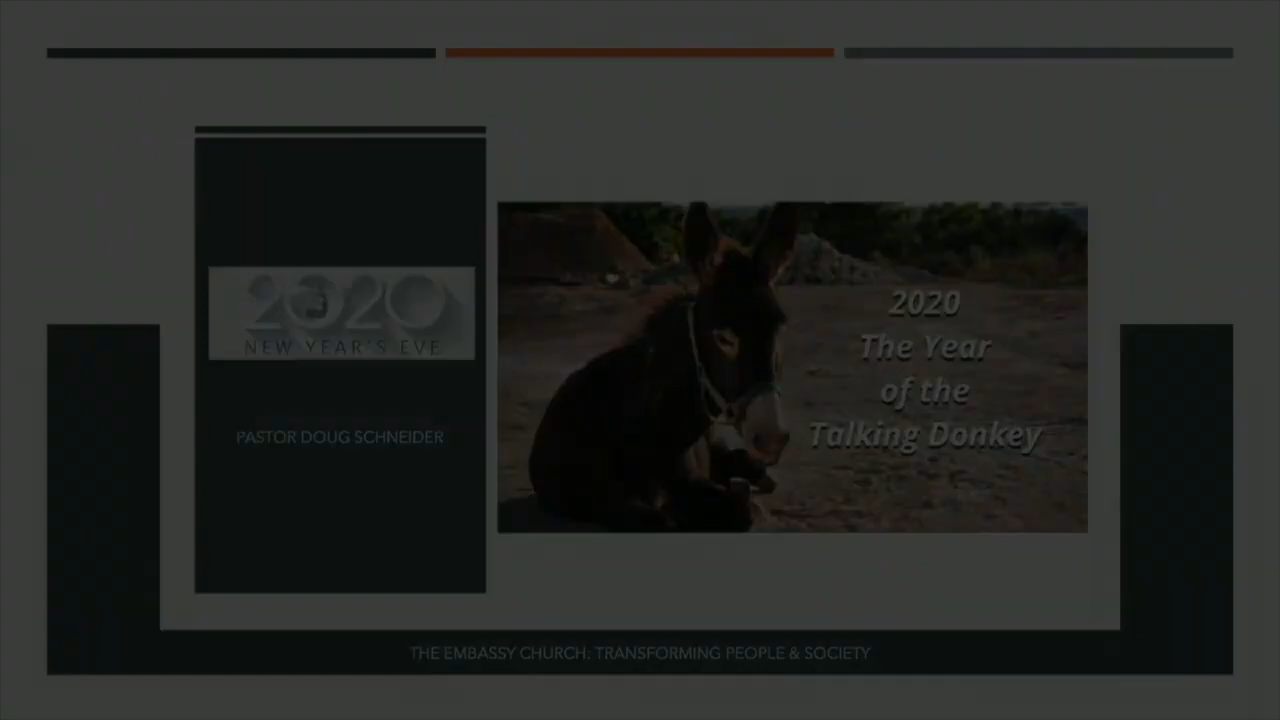 2020
NEW YEAR'S EVE
PASTOR DOUG SCHNEIDER
2020
The Year
of the
Talking Donkey
THE EMBASSY CHURCH: TRANSFORMING PEOPLE & SOCIETY